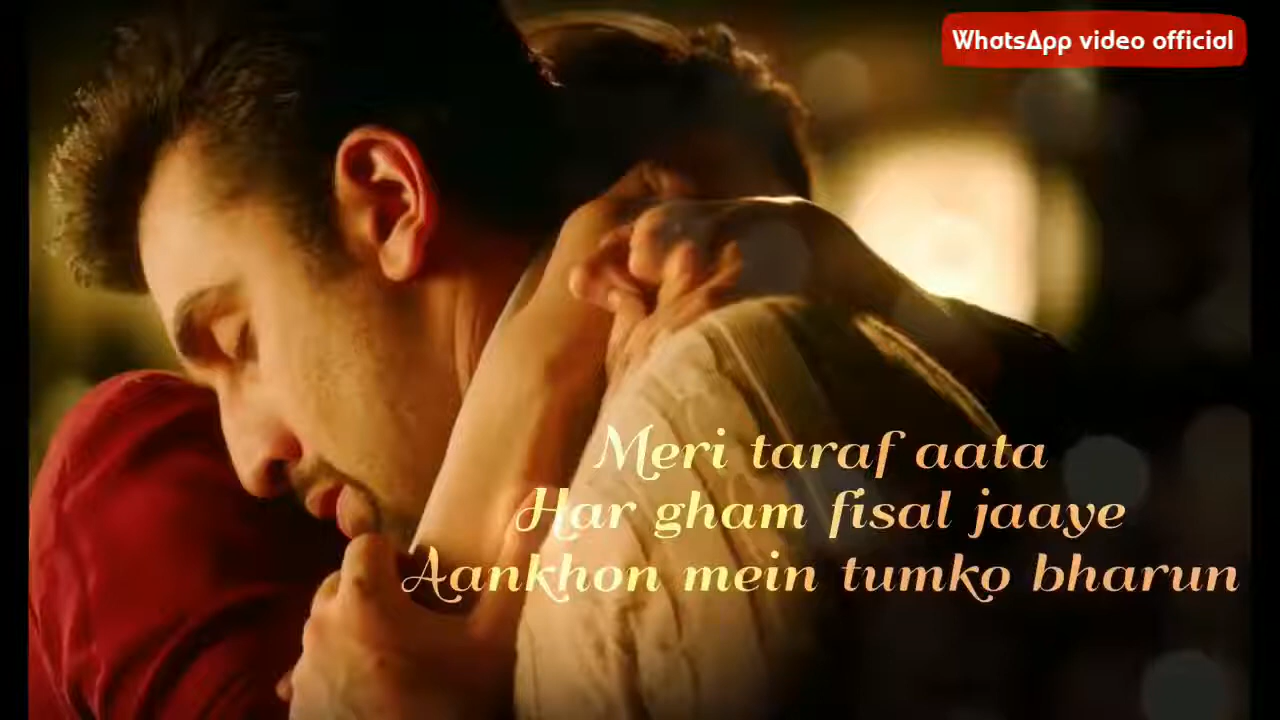 WhatsApp video official
Meri taraf aata
Har gham fisal jaaye
Aankhon mein tumko bharun